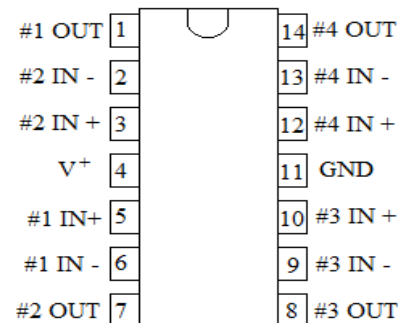 #1 OUT 1 14 #4 OUT
#2 IN - 2 13 #4 IN -
#2 IN + 3 12 #4 IN +
V+ 4 11 GND
#1 IN+ 5 10 #3 IN +
#1 IN - 6 9 #3 IN -
#2 OUT 7 8 #3 OUT